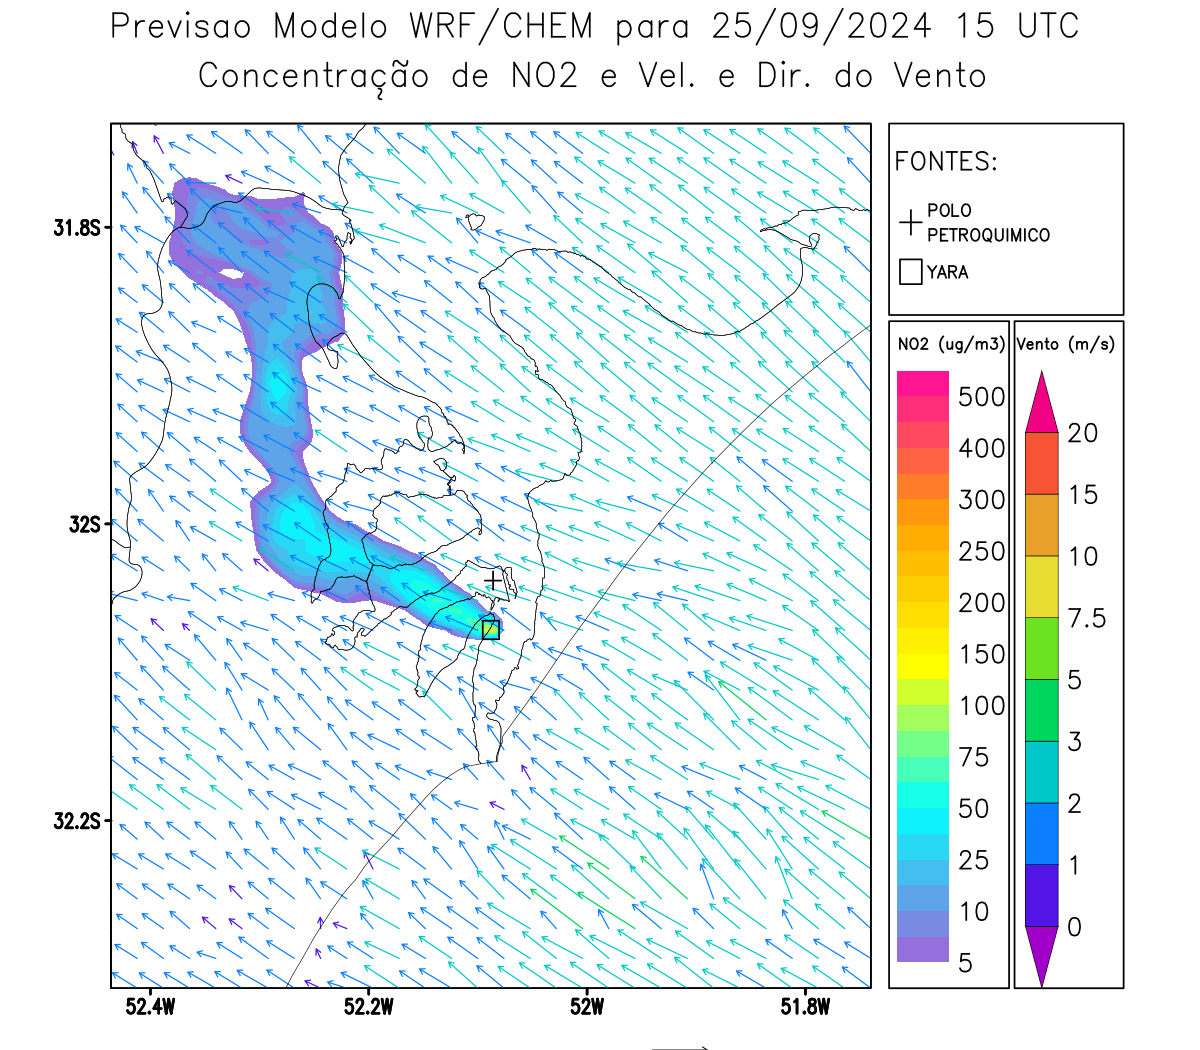 Previsao Modelo WRF/CHEM para 25/09/2024 15 UTC
Concentração de NO2 e Vel. e Dir. do Vento
FONTES:
POLO
PETROQUIMICO
YARA
NO2 (ug/m3)
500
400
300
250
200
150
100
75
50
25
10
5
Vento (m/s)
20
15
10
7.5
5
3
2
1
0
31.8S
32S
32.2S
52.4W
52.2W
52W
51.8W